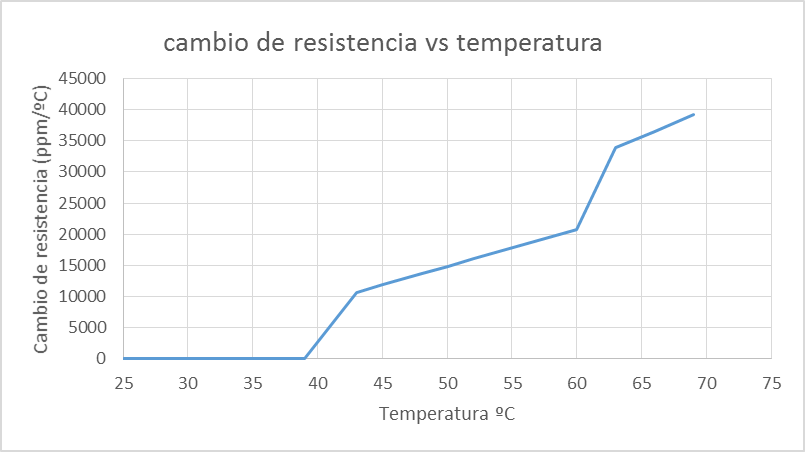 cambio de resistencia vs temperatura
Cambio de resistencia (ppm/ºC)
45000
40000
35000
30000
25000
20000
15000
10000
5000
0
25 30 35 40 45 50 55 60 65 70 75
Temperatura ºC